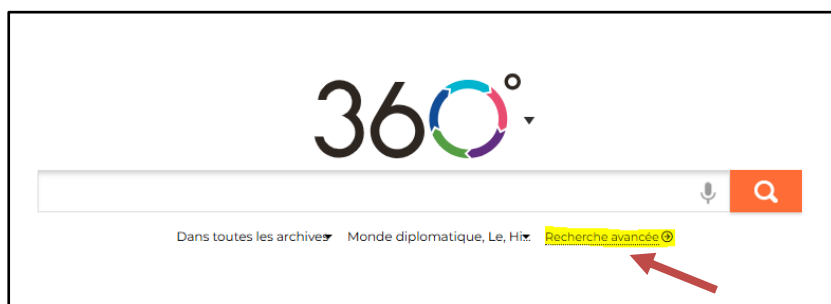 360°
Dans toutes les archives Monde diplomatique, Le, Hi... Recherche avancée